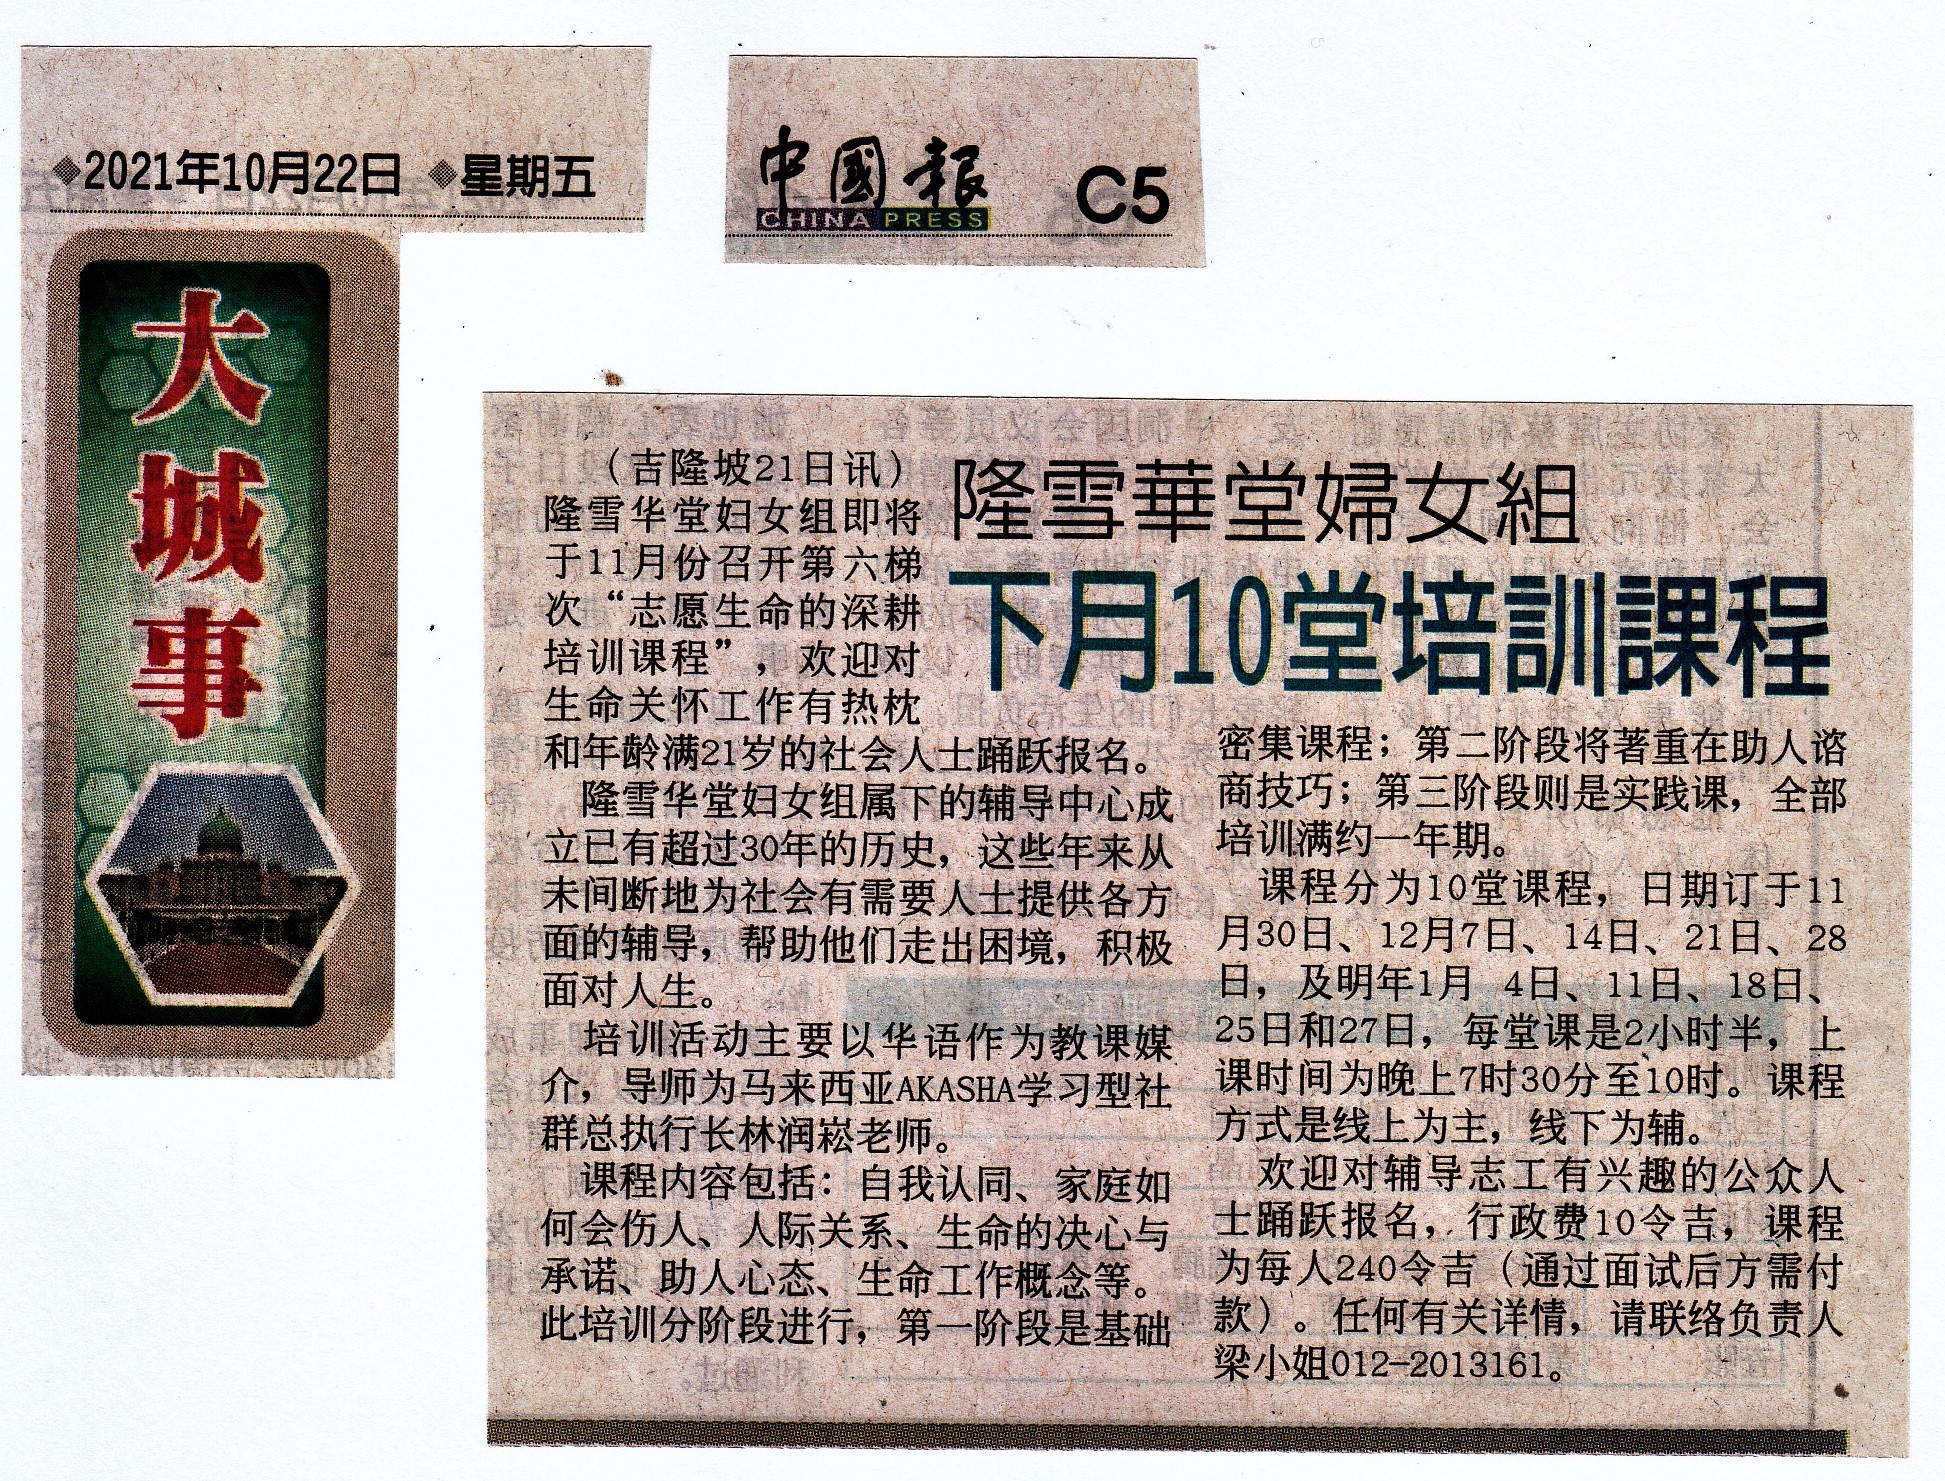 ◆2021年10月22日 ◆星期五
中國報
CHINA PRESS
C5
大城事
隆雪華堂婦女組
下月10堂培訓課程
（吉隆坡21日讯）
隆雪华堂妇女组即将
于11月份召开第六梯
次“志愿生命的深耕
培训课程”，欢迎对
生命关怀工作有热枕
和年龄满21岁的社会人士踊跃报名。
隆雪华堂妇女组属下的辅导中心成
立已有超过30年的历史，这些年来从
未间断地为社会有需要人士提供各方
面的辅导，帮助他们走出困境，积极
面对人生。
培训活动主要以华语作为教课媒
介，导师为马来西亚AKASHA学习型社
群总执行长林润崧老师。
课程内容包括：自我认同、家庭如
何会伤人、人际关系、生命的决心与
承诺、助人心态、生命工作概念等。
此培训分阶段进行，第一阶段是基础
密集课程；第二阶段将著重在助人谘
商技巧；第三阶段则是实践课，全部
培训满约一年期。
课程分为10堂课程，日期订于11
月30日、12月7日、14日、21日、28
日，及明年1月 4日、11日、18日、
25日和27日，每堂课是2小时半，上
课时间为晚上7时30分至10时。课程
方式是线上为主，线下为辅。
欢迎对辅导志工有兴趣的公众人
士踊跃报名，行政费10令吉，课程
为每人240令吉（通过面试后方需付
款）。任何有关详情，请联络负责人
梁小姐012-2013161。